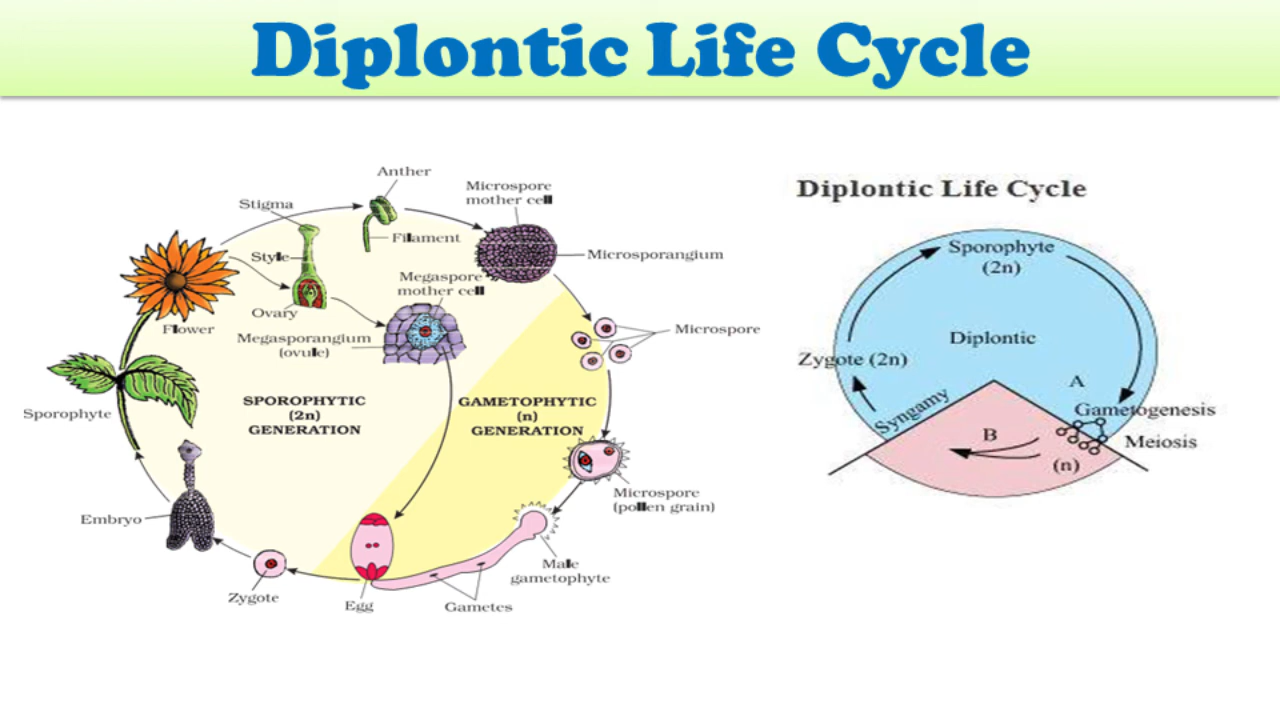 Diplontic Life Cycle
Anther
Microspore
mother cell
Stigma
Filament
Style
Microsporangium
Megaspore
mother cell
Ovary
Flower
Megasporangium
(ovule)
Microspore
SPOROPHYTIC
(2n)
GENERATION
GAMETOPHYTIC
(n)
GENERATION
Sporophyte
Microspore
(pollen grain)
Embryo
Male
gametophyte
Zygote
Egg
Gametes
Diplontic Life Cycle
Sporophyte
(2n)
Diplontic
Zygote (2n)
A
Syngamy
Gametogenesis
B
Meiosis
(n)